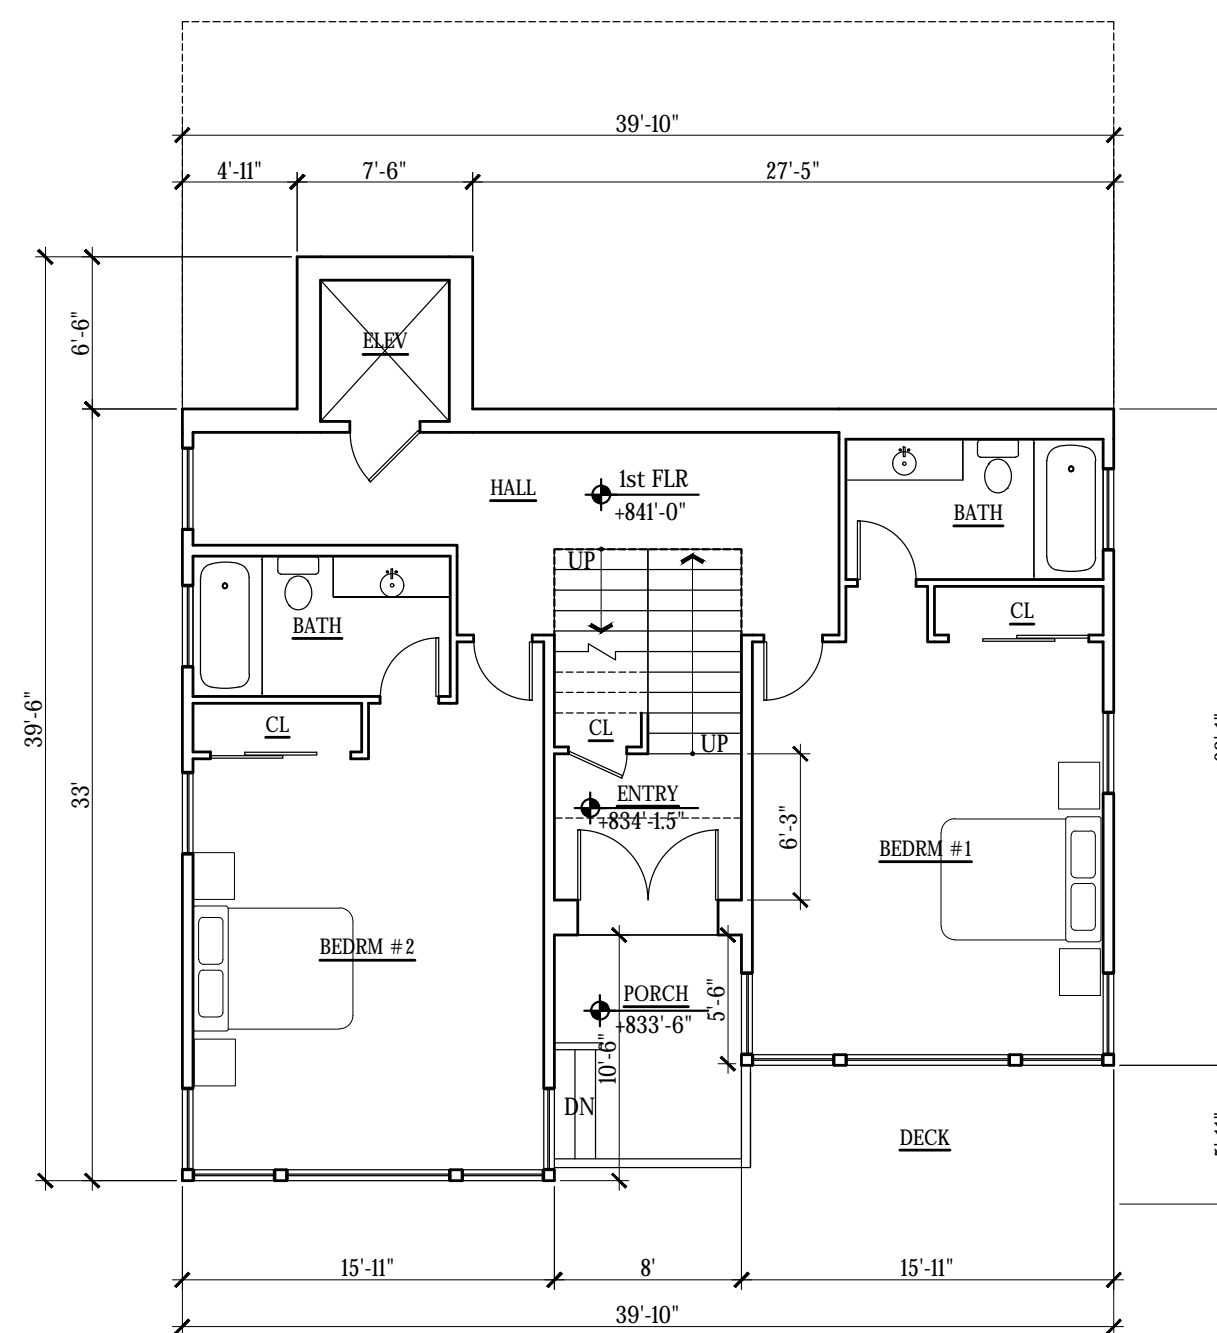 39'-10"
4'-11"
7'-6"
27'-5"
6'-6"
ELEV
HALL
1st FLR
+841'-0"
BATH
UP
BATH
CL
CL
CL
UP
39'-6"
33'
ENTRY
+834'-1.5"
6'-3"
BEDRM #1
BEDRM #2
PORCH
+833'-6"
5'-6"
10'-6"
DN
DECK
15'-11"
8'
15'-11"
39'-10"